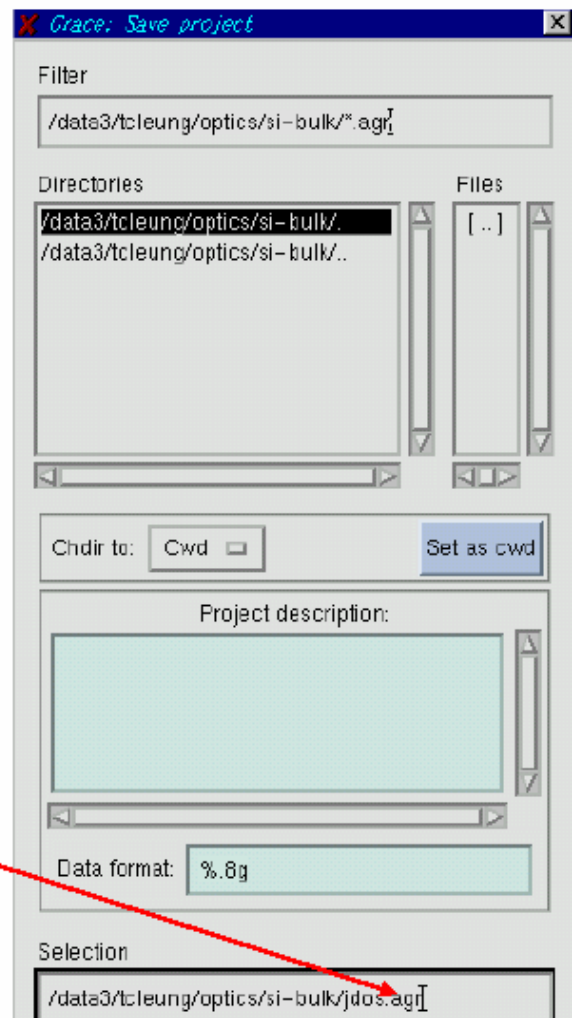 Grace: Save project
Filter
/data3/tcleung/optics/si-bulk/*.agr
Directories
Files
/data3/tcleung/optics/si-bulk/.
[ .. ]
/data3/tcleung/optics/si-bulk/..
Chdir to:
Cwd
Set as cwd
Project description:
Data format:
%.8g
Selection
/data3/tcleung/optics/si-bulk/jdos.agr